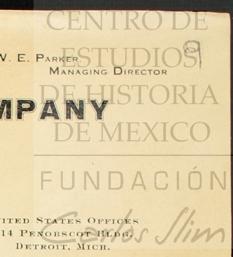 CENTRO DE
ESTUDIOS
W. E. PARKER
MANAGING DIRECTOR
DE HISTORIA
MPANY
DE MEXICO
FUNDACIÓN
UNITED STATES OFFICES
14 PENOBSCOT BLDG.
Carlos Slim
DETROIT, MICH.